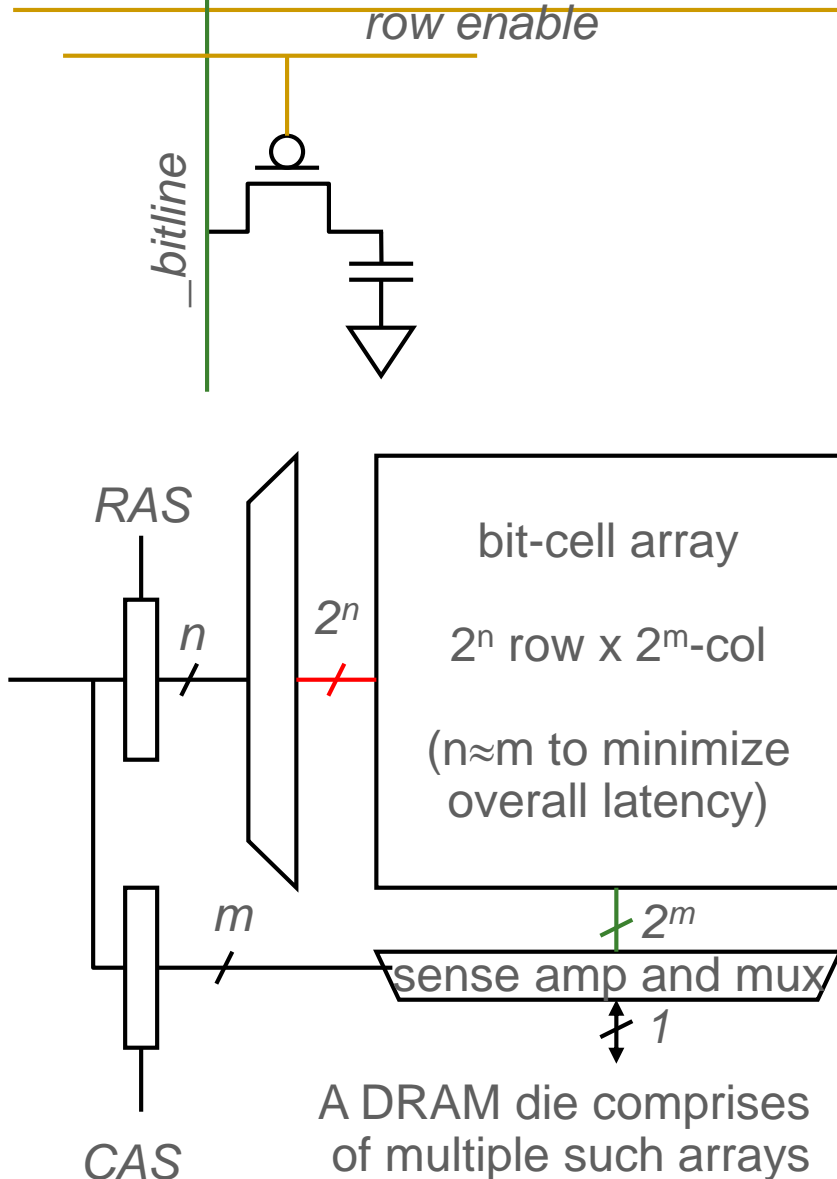 row enable
_bitline
RAS
bit-cell array
n
2ⁿ
2ⁿ row x 2ᵐ-col
(n≈m to minimize
overall latency)
m
2ᵐ
sense amp and mux
1
A DRAM die comprises
of multiple such arrays
CAS